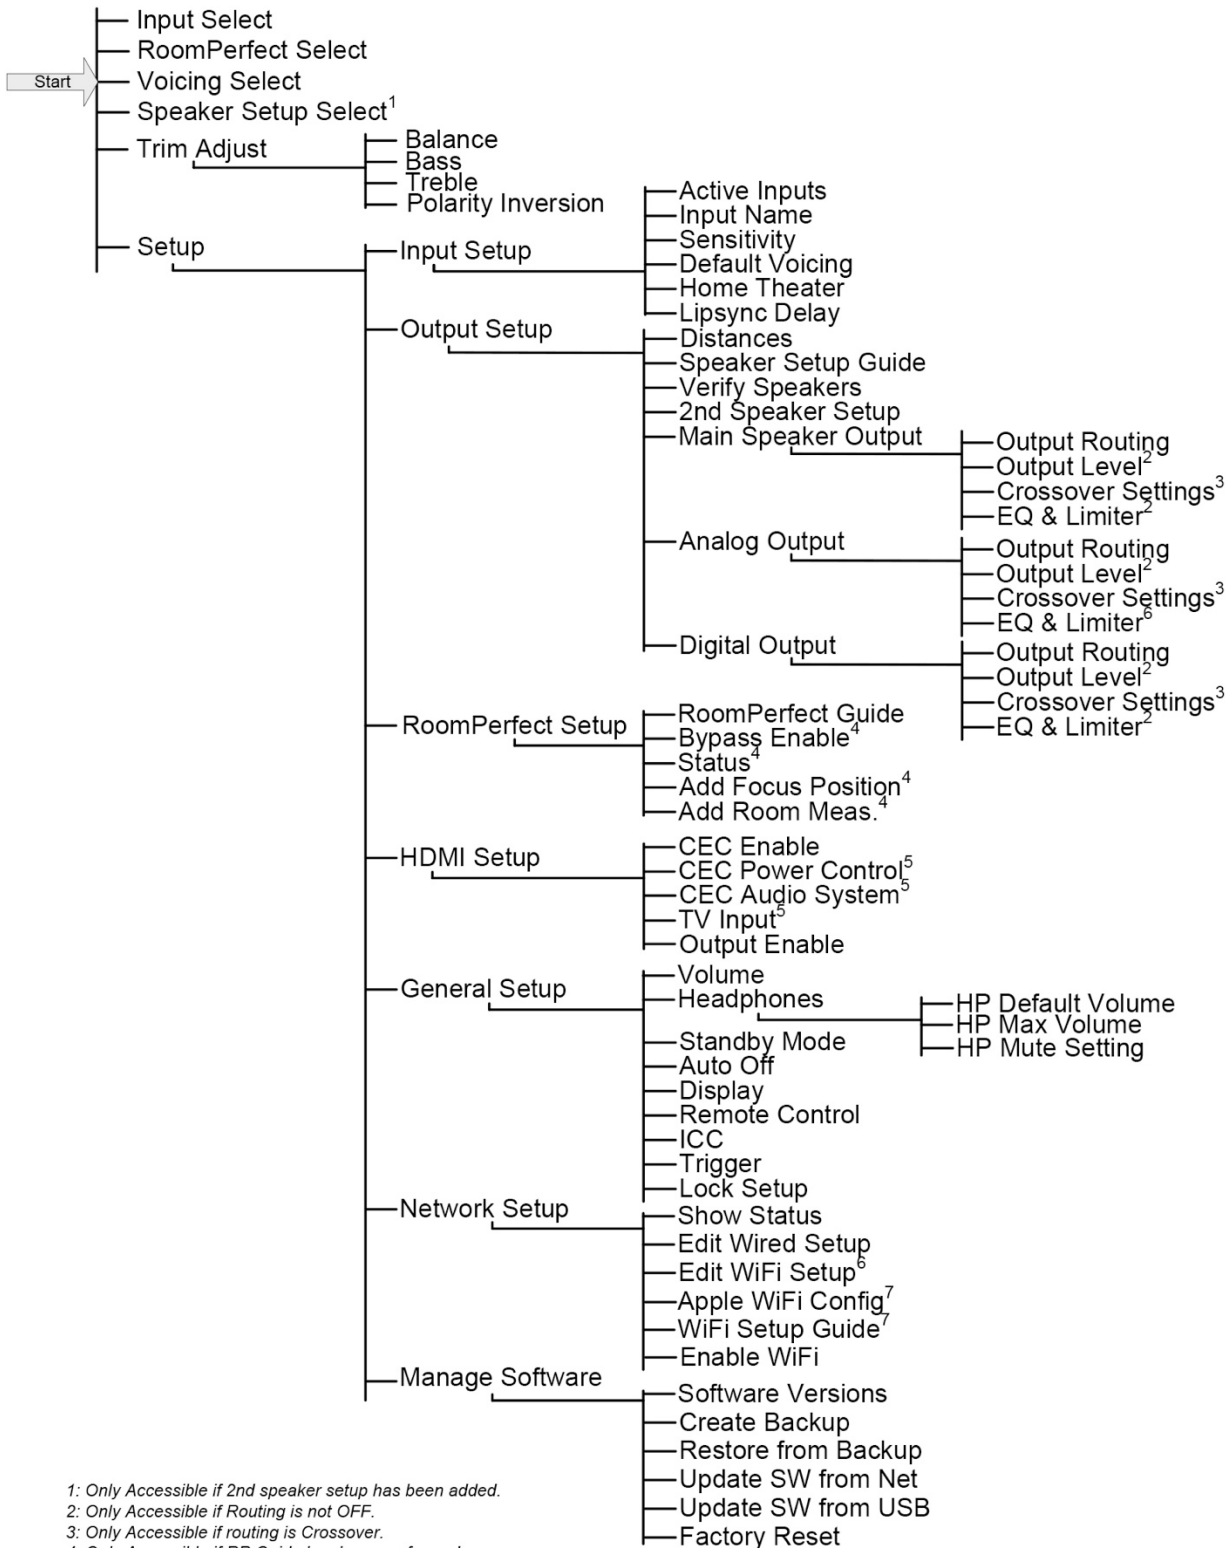 Input Select
RoomPerfect Select
Start
Voicing Select
Speaker Setup Select1
Trim Adjust
Balance
Bass
Treble
Polarity Inversion
Setup
Input Setup
Active Inputs
Input Name
Sensitivity
Default Voicing
Home Theater
Lipsync Delay
Output Setup
Distances
Speaker Setup Guide
Verify Speakers
2nd Speaker Setup
Main Speaker Output
Output Routing
Output Level2
Crossover Settings3
EQ & Limiter2
Analog Output
Output Routing
Output Level2
Crossover Settings3
EQ & Limiter6
Digital Output
Output Routing
Output Level2
Crossover Settings3
EQ & Limiter2
RoomPerfect Setup
RoomPerfect Guide
Bypass Enable4
Status4
Add Focus Position4
Add Room Meas.4
HDMI Setup
CEC Enable
CEC Power Control5
CEC Audio System5
TV Input5
Output Enable
General Setup
Volume
Headphones
HP Default Volume
HP Max Volume
HP Mute Setting
Standby Mode
Auto Off
Display
Remote Control
ICC
Trigger
Lock Setup
Network Setup
Show Status
Edit Wired Setup
Edit WiFi Setup6
Apple WiFi Config7
WiFi Setup Guide7
Enable WiFi
Manage Software
Software Versions
Create Backup
Restore from Backup
Update SW from Net
Update SW from USB
Factory Reset
1: Only Accessible if 2nd speaker setup has been added.
2: Only Accessible if Routing is not OFF.
3: Only Accessible if routing is Crossover.